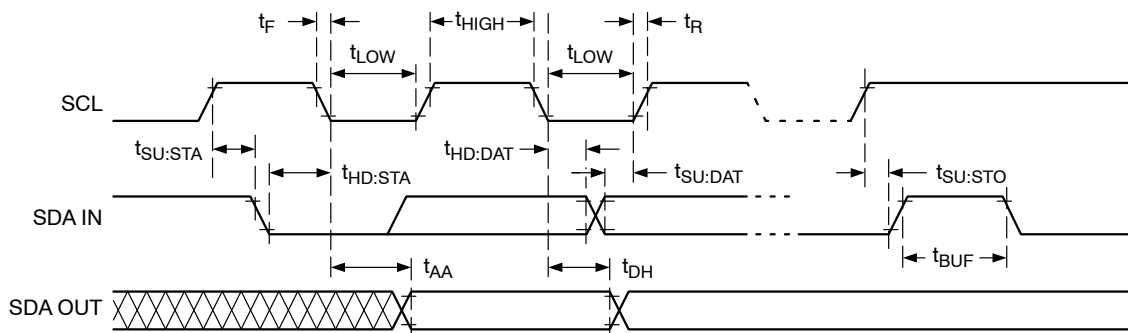 tF
tHIGH
tR
tLOW
tLOW
SCL
tSU:STA
tHD:STA
tHD:DAT
tSU:DAT
tSU:STO
SDA IN
tAA
tDH
tBUF
SDA OUT